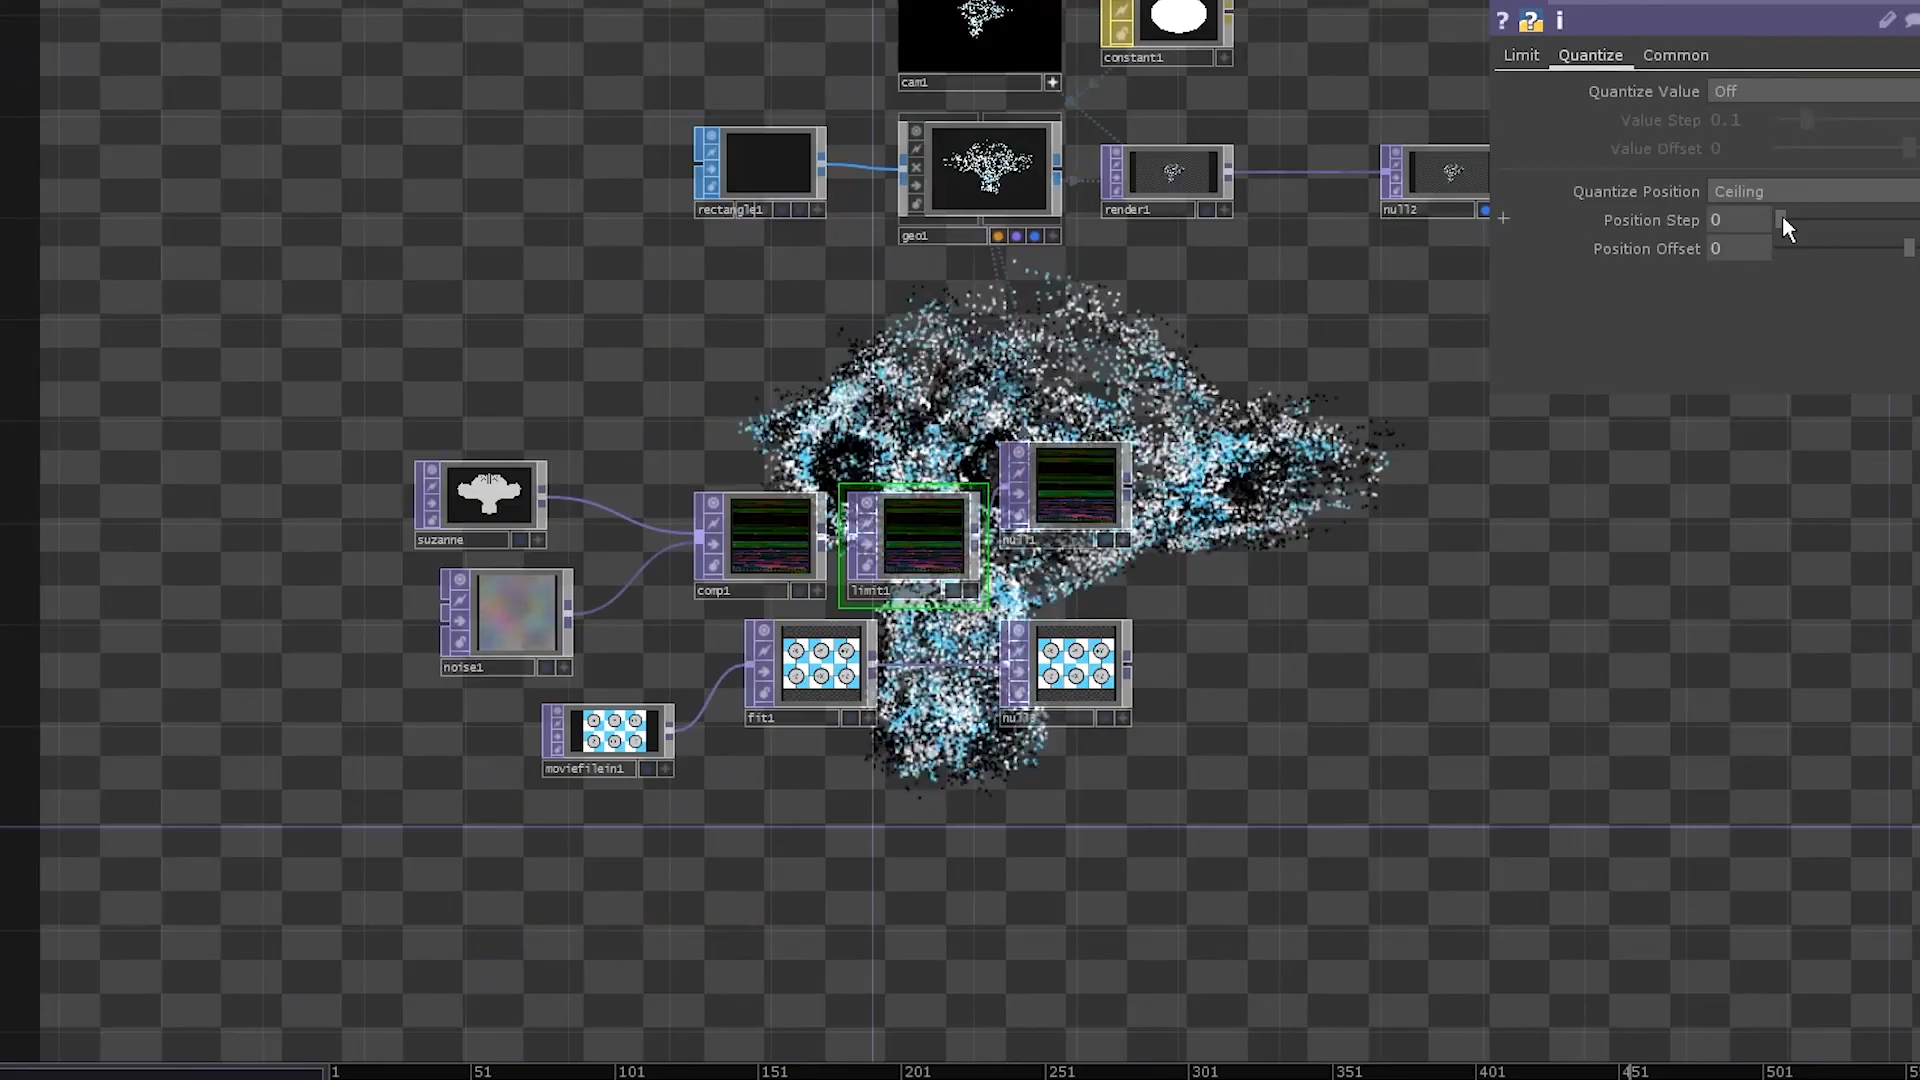 ? ? i
Limit Quantize Common
Quantize Value Off
Value Step 0.1
Value Offset 0
Quantize Position Ceiling
+ Position Step 0
Position Offset 0
constant1
cam1
rectangle1
geo1
render1
null2
suzanne
noise1
moviefilein1
comp1
limit1
null1
fit1
1 51 101 151 201 251 301 351 401 451 501